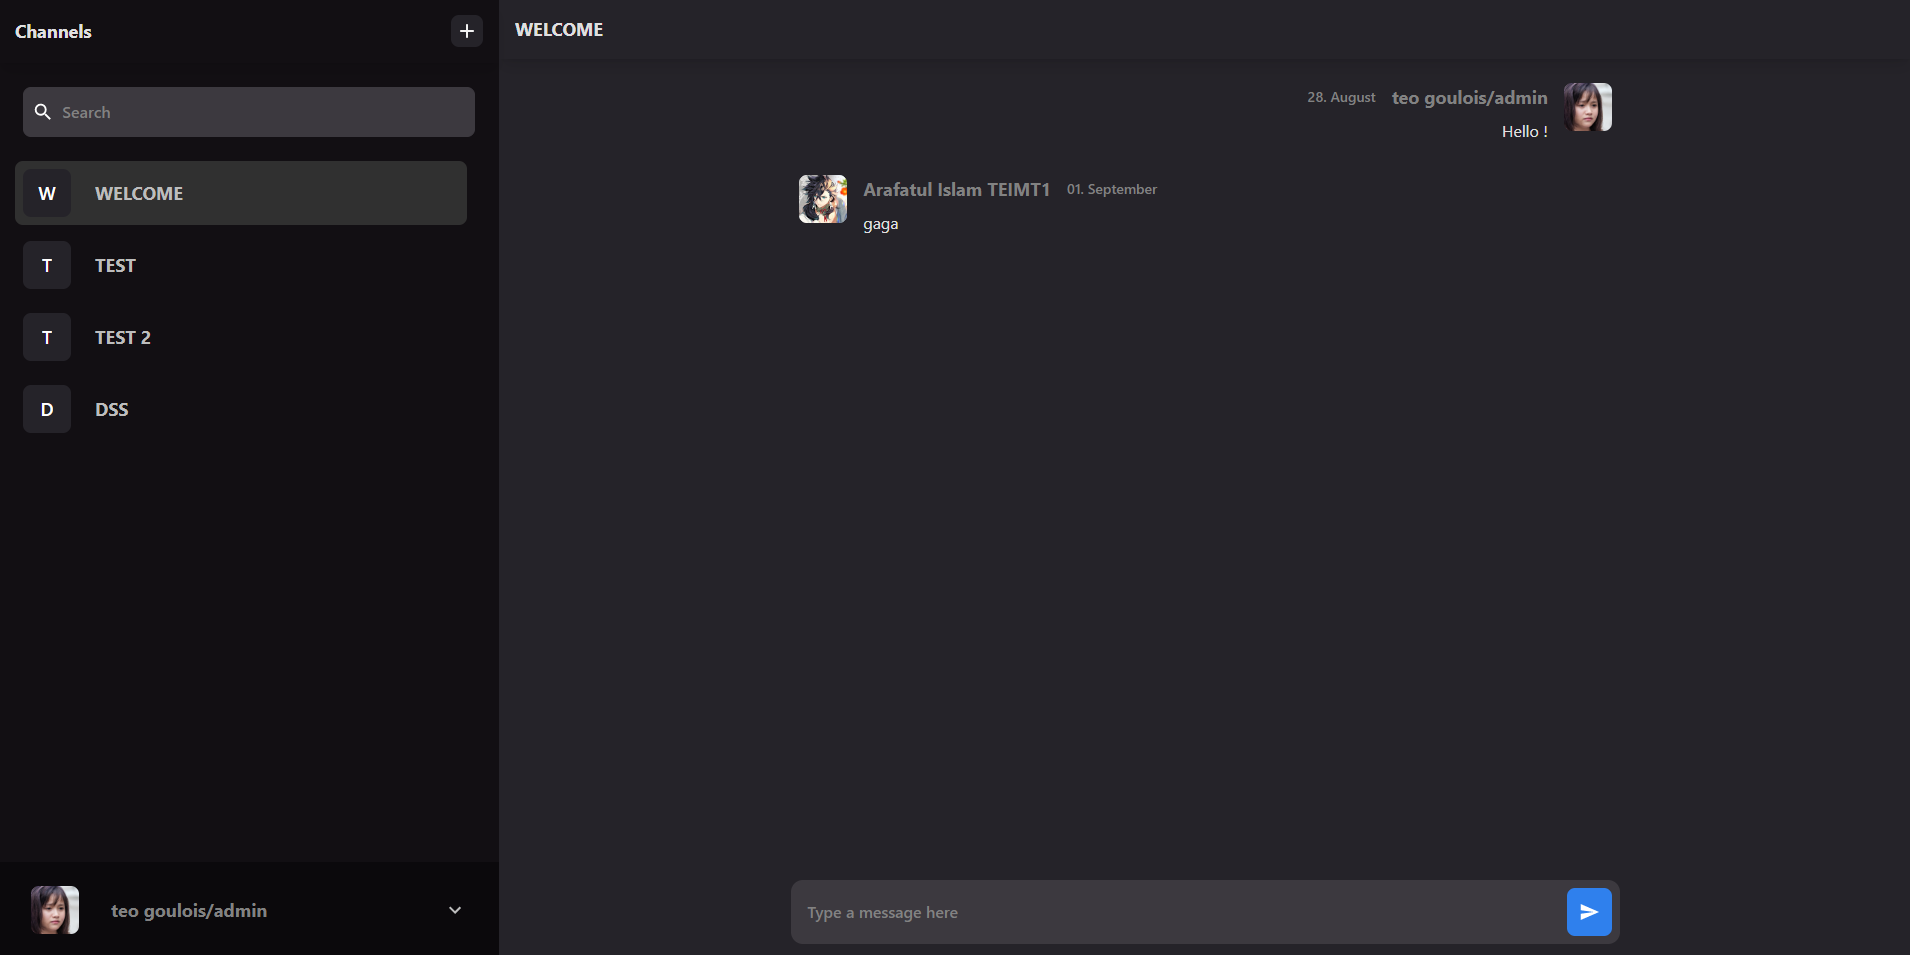 Channels
Search
W WELCOME
T TEST
T TEST 2
D DSS
teo goulois/admin
WELCOME
28. August teo goulois/admin
Hello !
Arafatul Islam TEIMT1 01. September
gaga
Type a message here